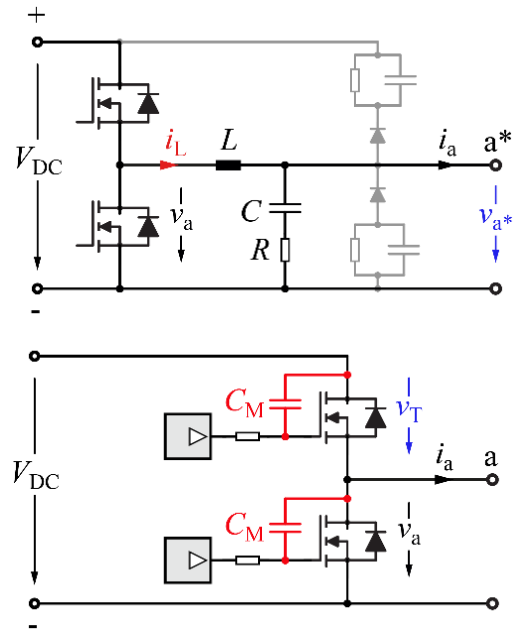 +
i_L L i_a a*
V_DC
v_a C v_a*
R
-
C_M v_T
V_DC i_a a
C_M v_a
-